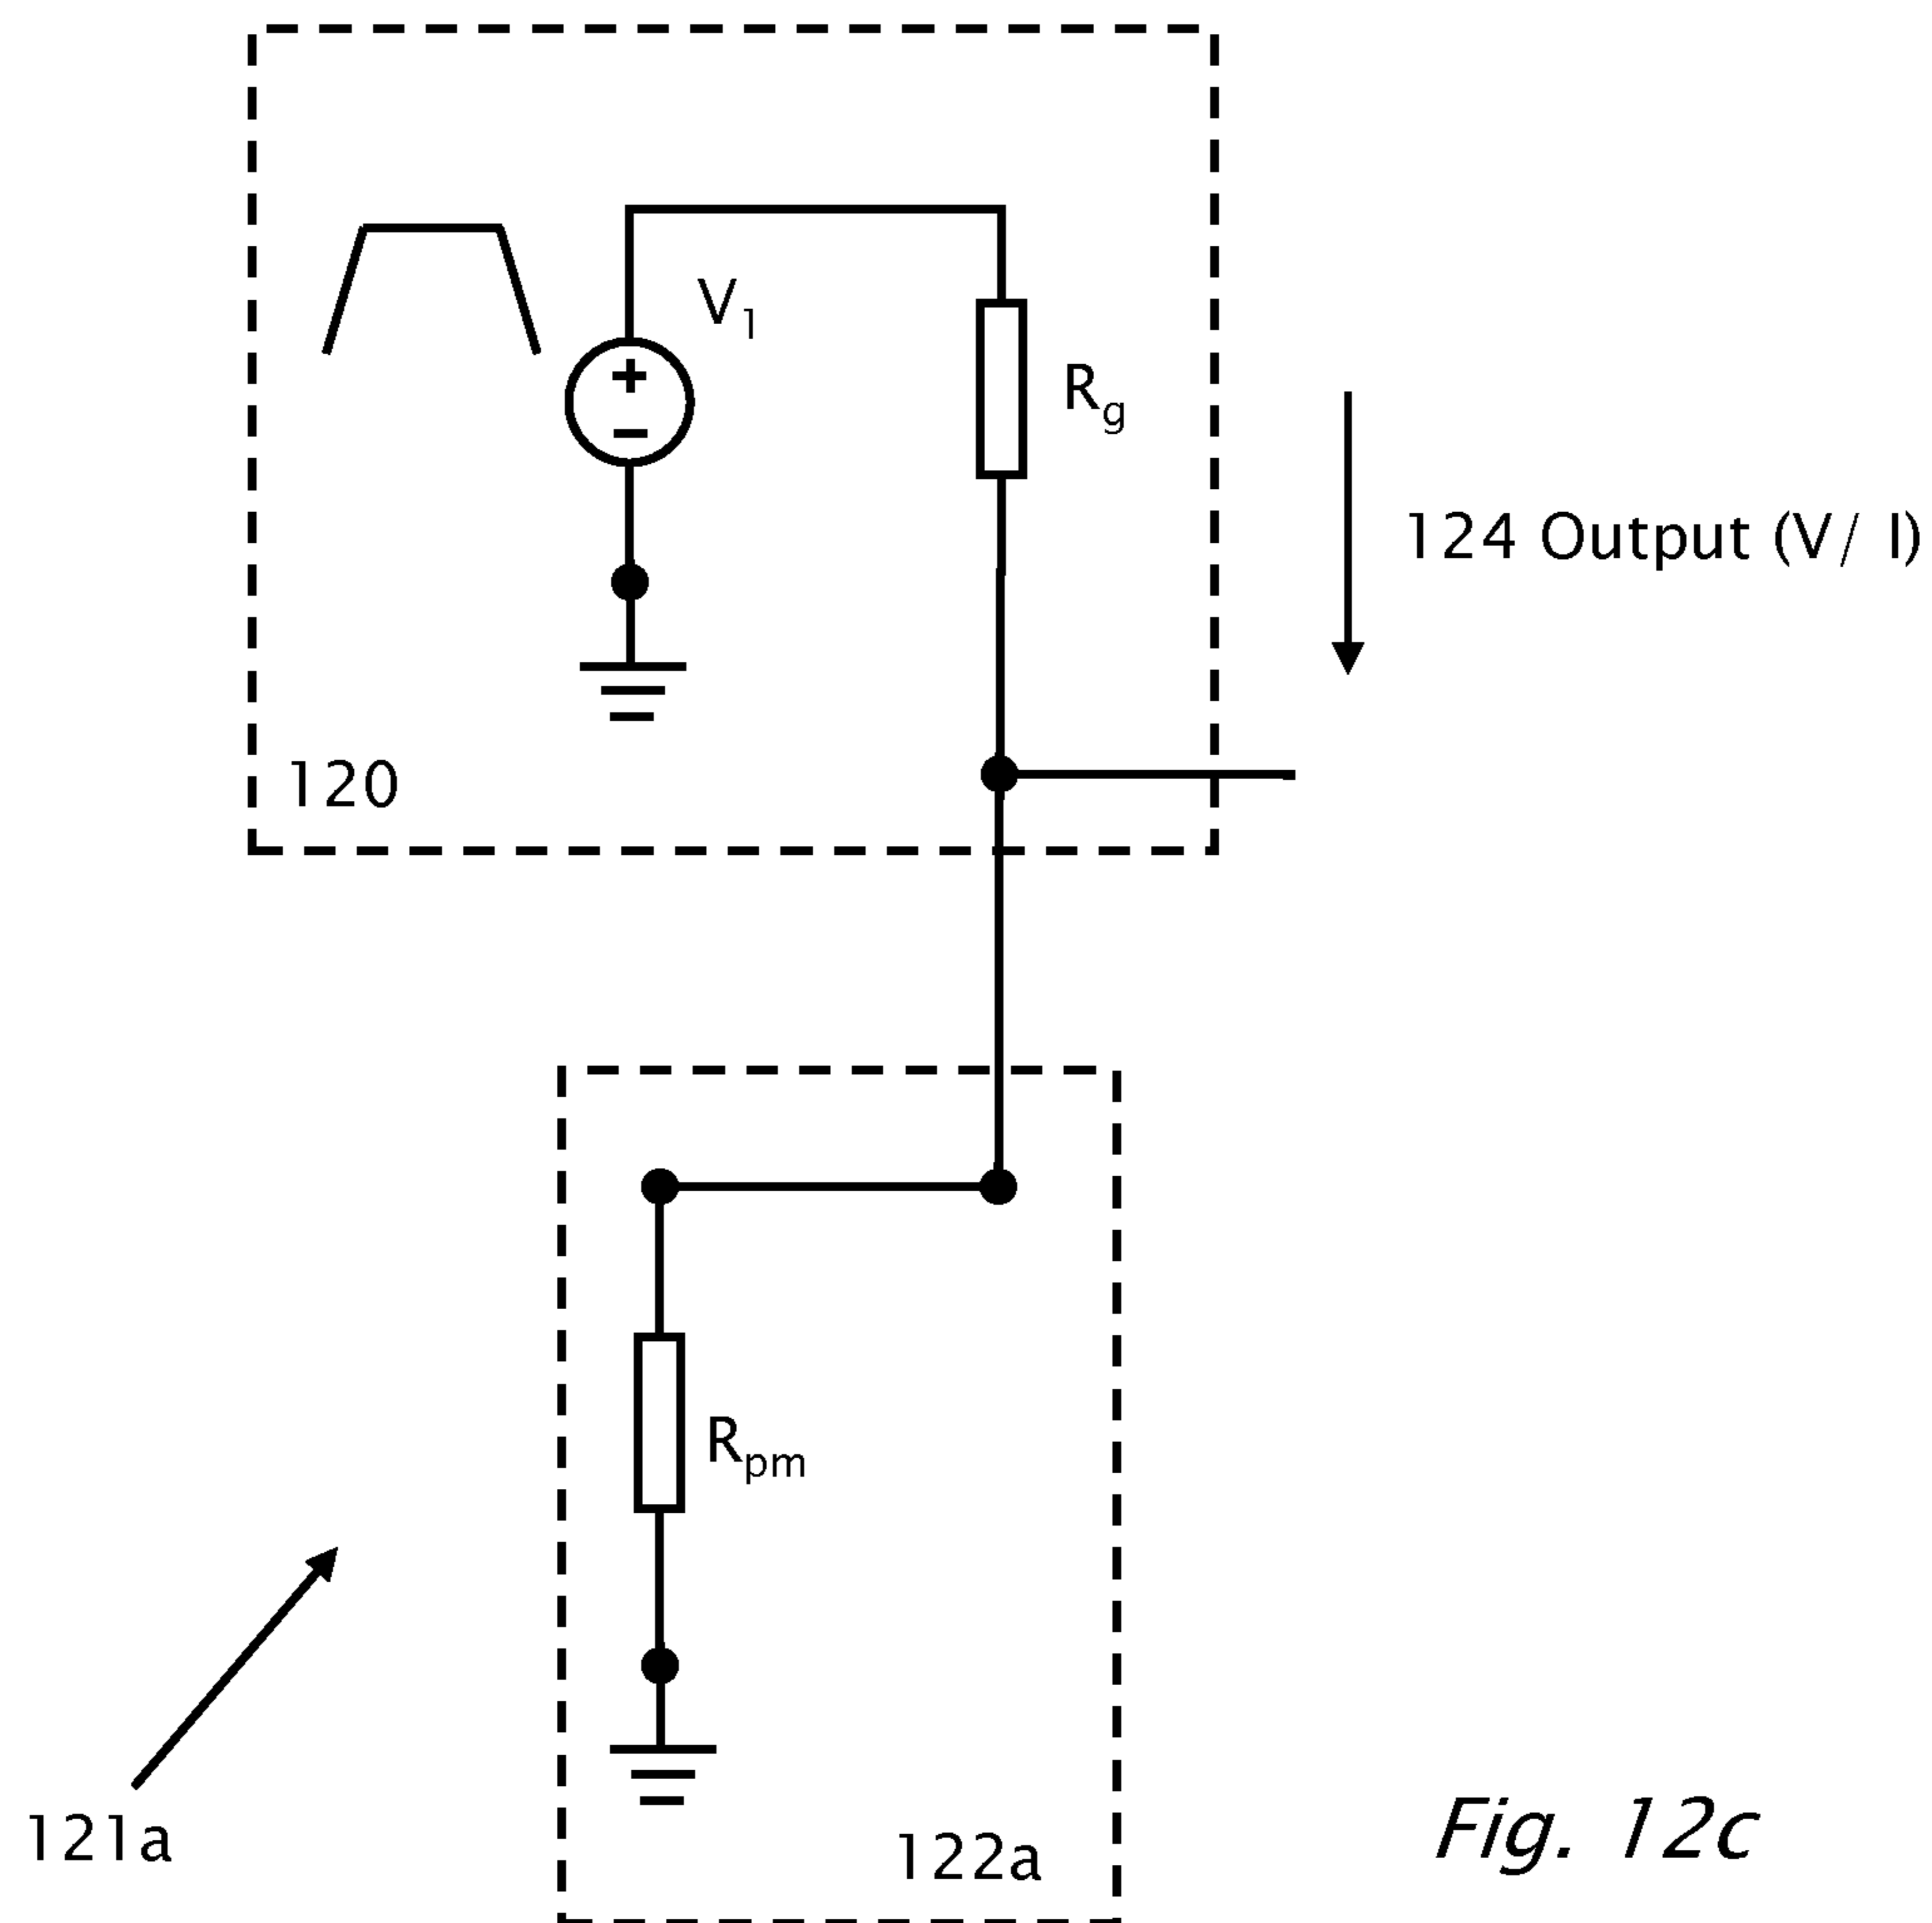 V1
Rg
124 Output (V/ I)
120
Rpm
121a
122a
Fig. 12c